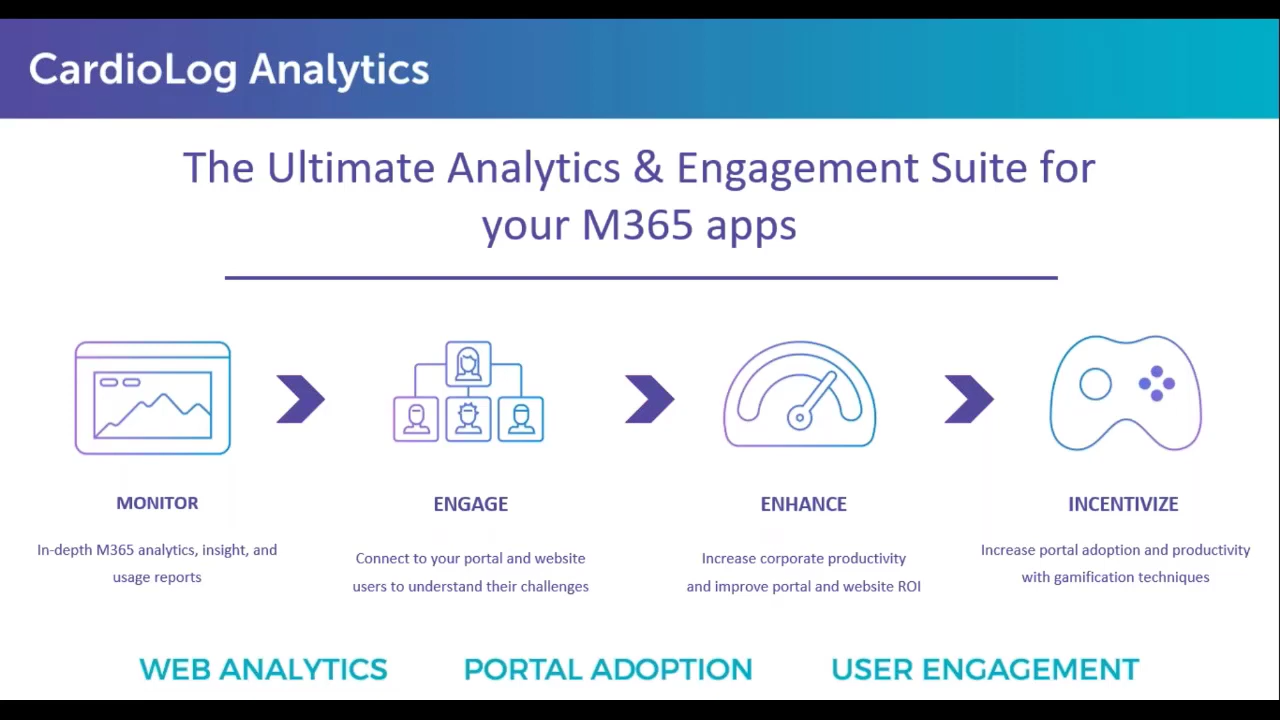 CardioLog Analytics
The Ultimate Analytics & Engagement Suite for
your M365 apps
MONITOR
In-depth M365 analytics, insight, and
usage reports
ENGAGE
Connect to your portal and website
users to understand their challenges
ENHANCE
Increase corporate productivity
and improve portal and website ROI
INCENTIVIZE
Increase portal adoption and productivity
with gamification techniques
WEB ANALYTICS
PORTAL ADOPTION
USER ENGAGEMENT